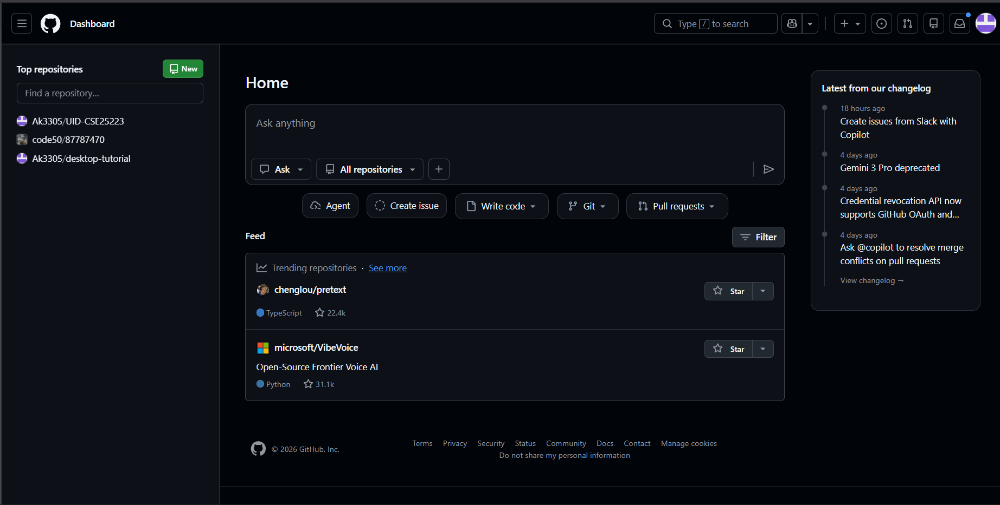 Dashboard
Type / to search
Top repositories
New
Find a repository...
Ak3305/UID-CSE25223
code50/87787470
Ak3305/desktop-tutorial
Home
Ask anything
Ask
All repositories
Agent
Create issue
Write code
Git
Pull requests
Feed
Filter
Trending repositories · See more
chenglou/pretext
Star
TypeScript
22.4k
microsoft/VibeVoice
Star
Open-Source Frontier Voice AI
Python
31.1k
Latest from our changelog
18 hours ago
Create issues from Slack with
Copilot
4 days ago
Gemini 3 Pro deprecated
4 days ago
Credential revocation API now
supports GitHub OAuth and...
4 days ago
Ask @copilot to resolve merge
conflicts on pull requests
View changelog →
© 2026 GitHub, Inc.
Terms Privacy Security Status Community Docs Contact Manage cookies
Do not share my personal information